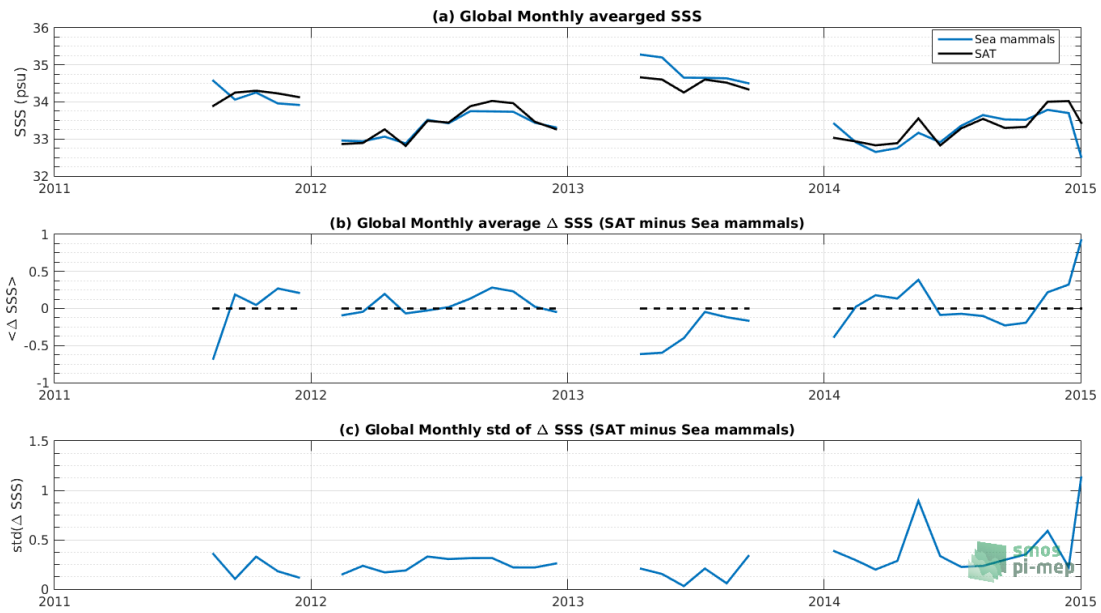 (a) Global Monthly avearged SSS
36
35
34
33
32
SSS (psu)
Sea mammals
SAT
2011 2012 2013 2014 2015
(b) Global Monthly average Δ SSS (SAT minus Sea mammals)
1
0.5
0
-0.5
-1
<Δ SSS>
2011 2012 2013 2014 2015
(c) Global Monthly std of Δ SSS (SAT minus Sea mammals)
1.5
1
0.5
0
std(Δ SSS)
smos
pi-mep
2011 2012 2013 2014 2015